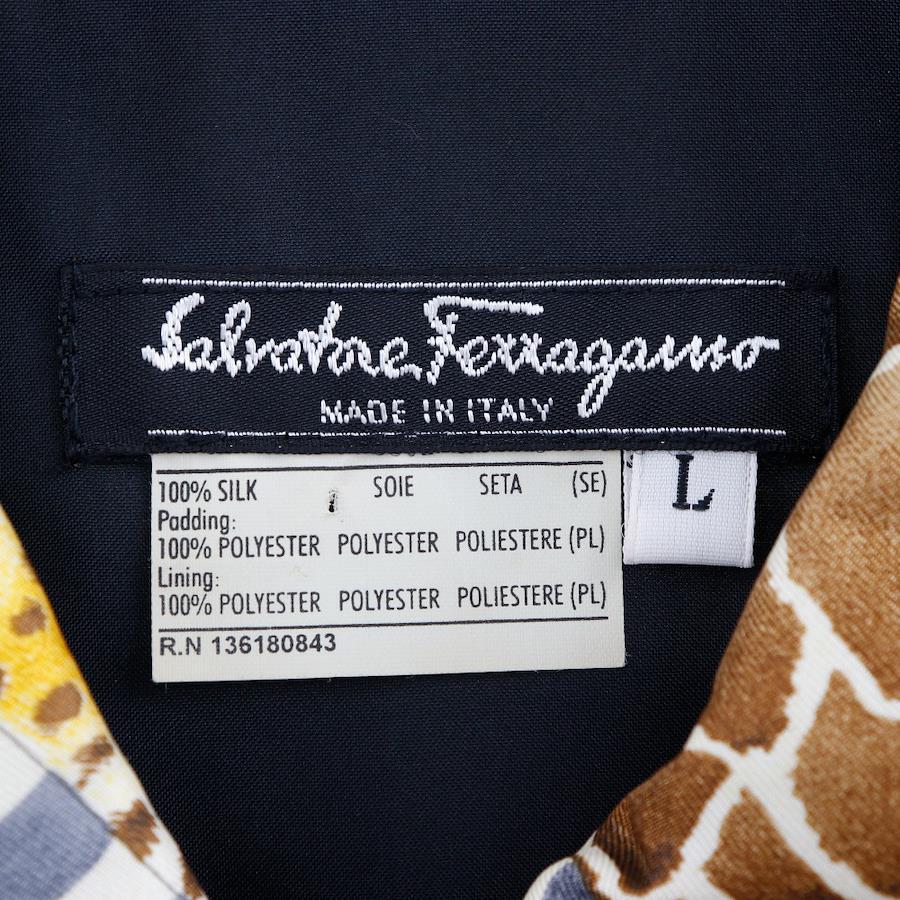 Salvatore Ferragamo
MADE IN ITALY
L
100% SILK SOIE SETA (SE)
Padding:
100% POLYESTER POLYESTER POLIESTERE (PL)
Lining:
100% POLYESTER POLYESTER POLIESTERE (PL)
R.N 136180843